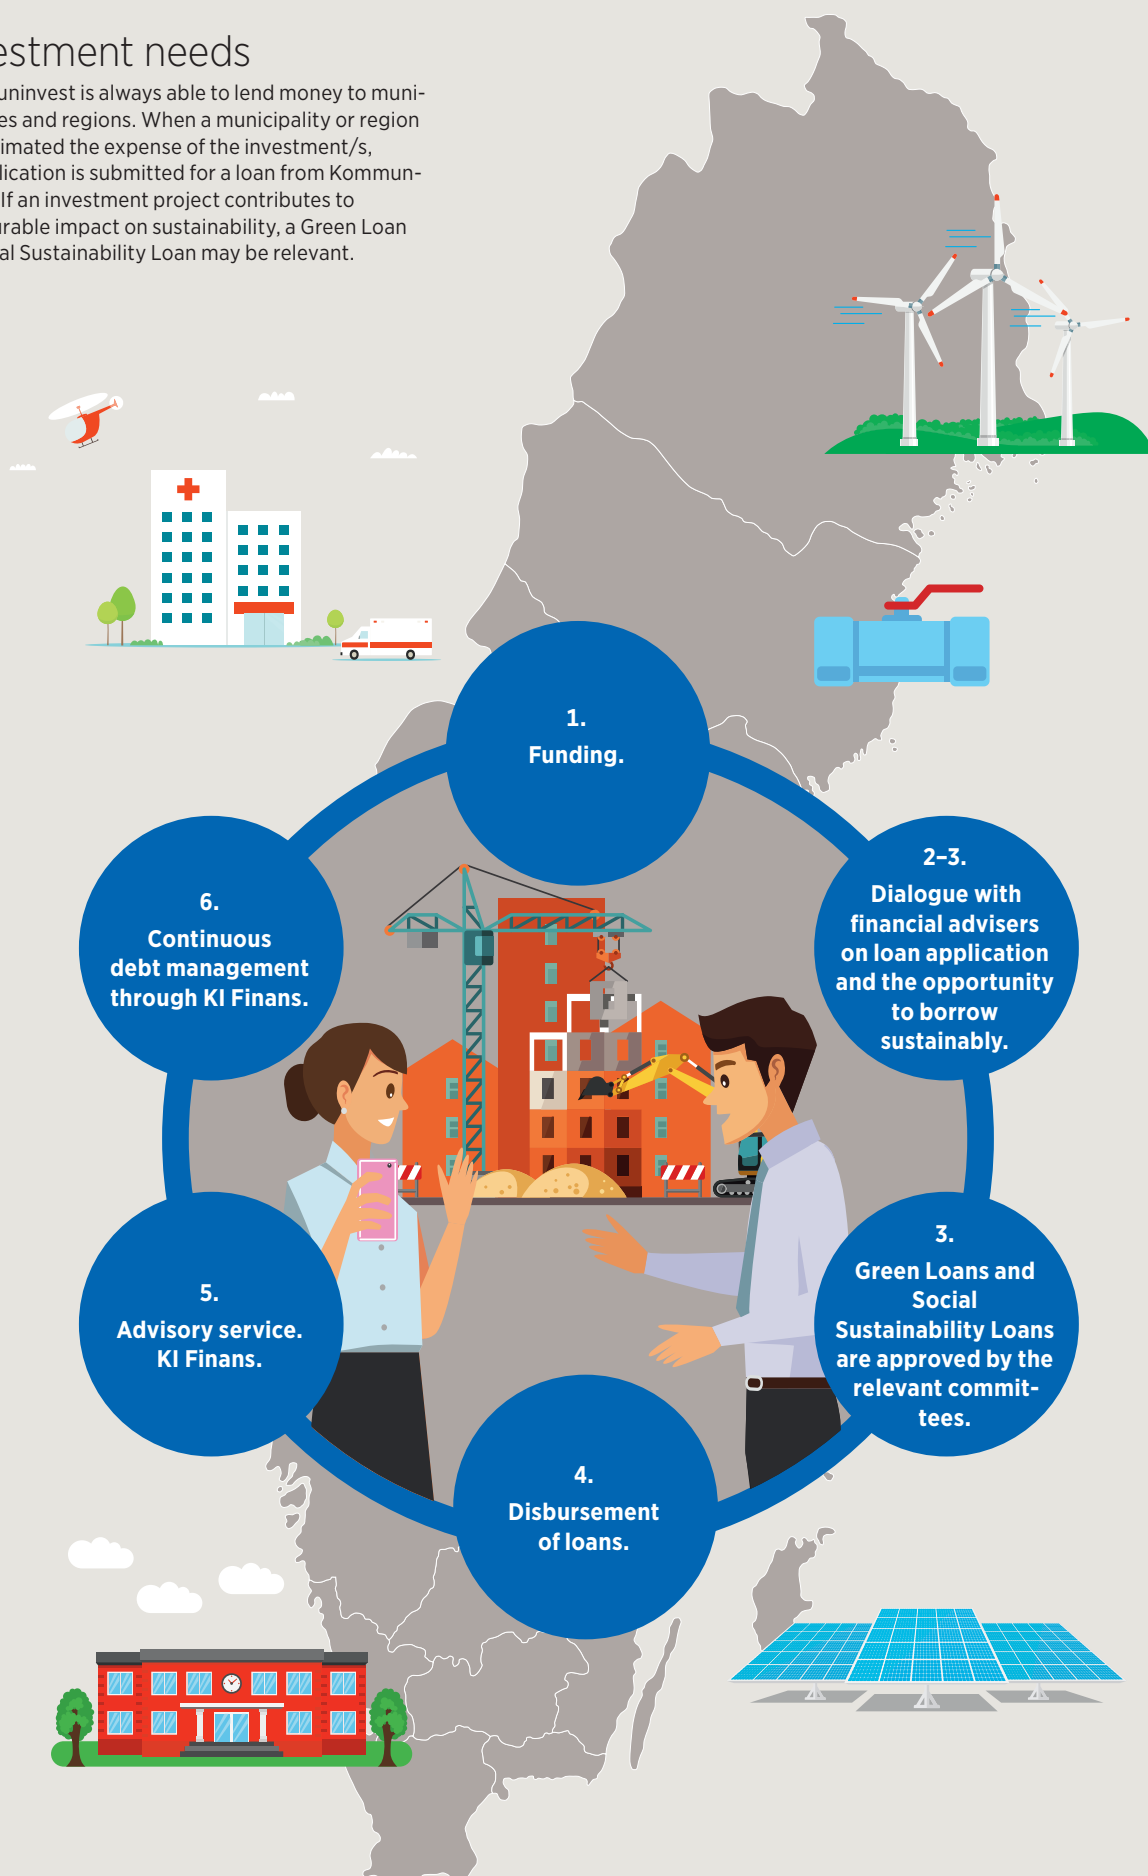 estment needs
uninvest is always able to lend money to muni-
es and regions. When a municipality or region
imated the expense of the investment/s,
lication is submitted for a loan from Kommun-
If an investment project contributes to
urable impact on sustainability, a Green Loan
al Sustainability Loan may be relevant.
1.
Funding.
2–3.
Dialogue with
financial advisers
on loan application
and the opportunity
to borrow
sustainably.
3.
Green Loans and
Social
Sustainability Loans
are approved by the
relevant commit-
tees.
4.
Disbursement
of loans.
5.
Advisory service.
KI Finans.
6.
Continuous
debt management
through KI Finans.